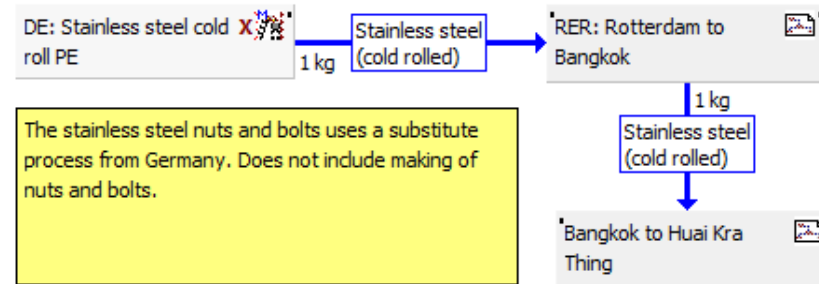 DE: Stainless steel cold X
roll PE
1 kg
Stainless steel
(cold rolled)
RER: Rotterdam to
Bangkok
1 kg
Stainless steel
(cold rolled)
The stainless steel nuts and bolts uses a substitute
process from Germany. Does not include making of
nuts and bolts.
Bangkok to Huai Kra
Thing